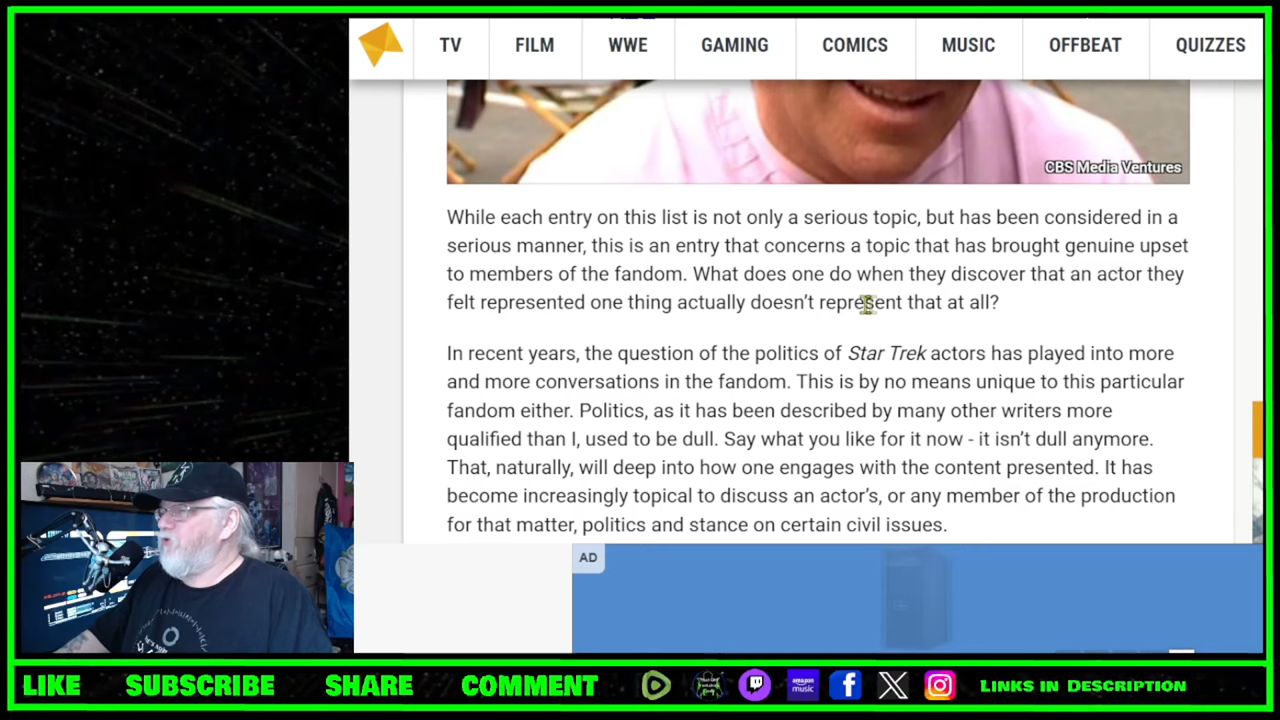 TV FILM WWE GAMING COMICS MUSIC OFFBEAT QUIZZES
CBS Media Ventures
While each entry on this list is not only a serious topic, but has been considered in a
serious manner, this is an entry that concerns a topic that has brought genuine upset
to members of the fandom. What does one do when they discover that an actor they
felt represented one thing actually doesn't represent that at all?
In recent years, the question of the politics of Star Trek actors has played into more
and more conversations in the fandom. This is by no means unique to this particular
fandom either. Politics, as it has been described by many other writers more
qualified than I, used to be dull. Say what you like for it now - it isn't dull anymore.
That, naturally, will deep into how one engages with the content presented. It has
become increasingly topical to discuss an actor's, or any member of the production
for that matter, politics and stance on certain civil issues.
AD
LIKE SUBSCRIBE SHARE COMMENT amazon music Links in Description